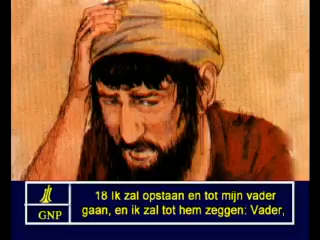 18 Ik zal opstaan en tot mijn vader
gaan, en ik zal tot hem zeggen: Vader,
GNP